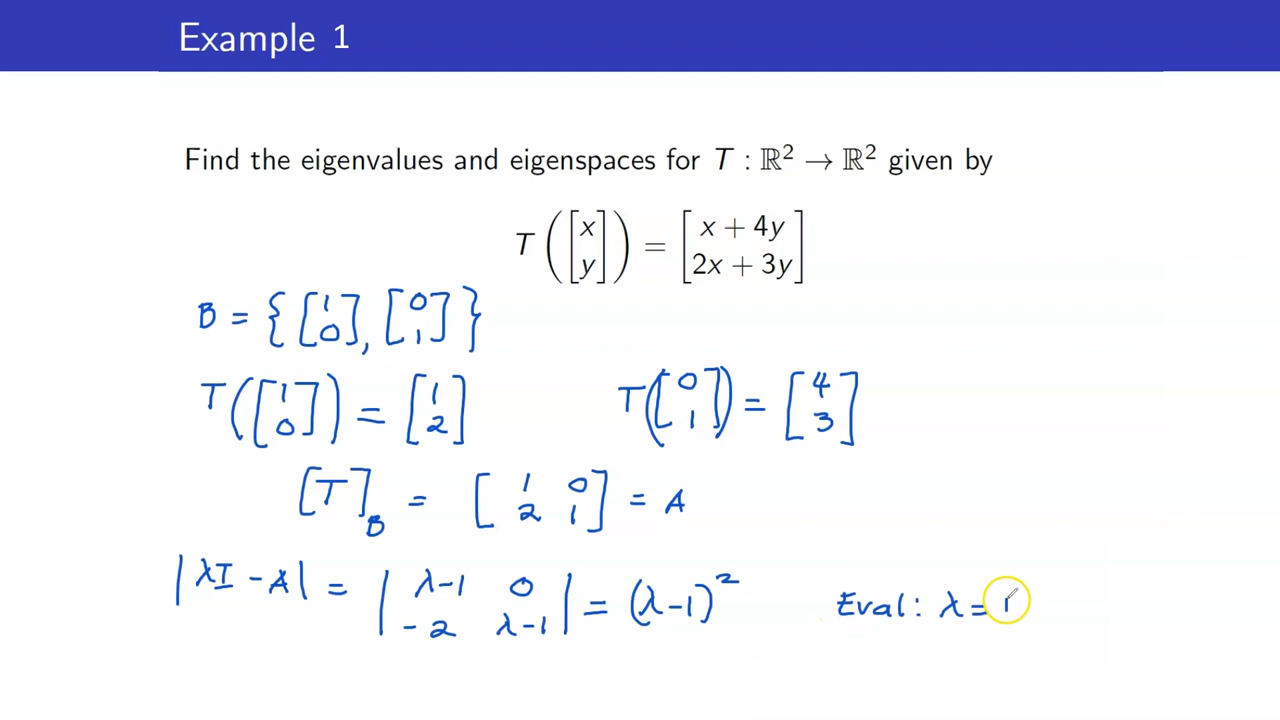 Example 1
Find the eigenvalues and eigenspaces for T : ℝ² → ℝ² given by
T([x y]) = [x + 4y 2x + 3y]
B = {[1 0], [0 1]}
T([1 0]) = [1 2] T([0 1]) = [4 3]
[T]_B = [1 0 2 1] = A
|λI - A| = |λ-1 0 -2 λ-1| = (λ-1)² Eval: λ = 1